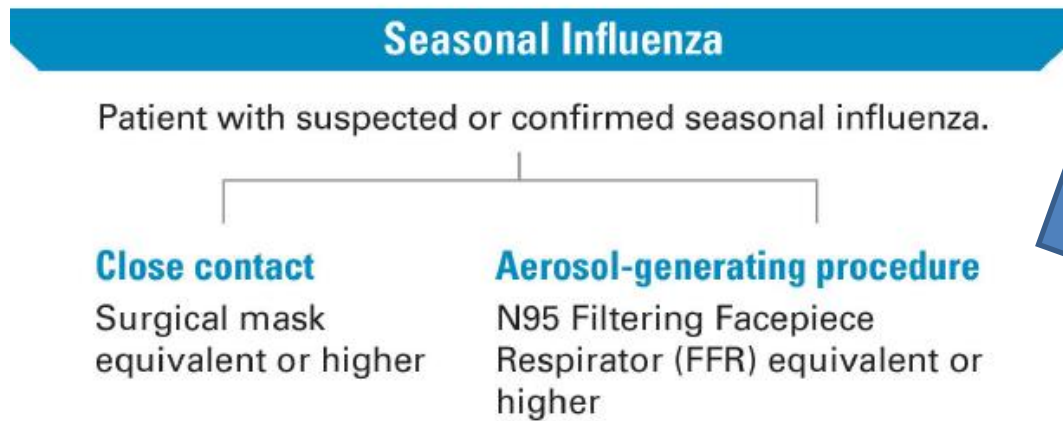 Seasonal Influenza
Patient with suspected or confirmed seasonal influenza.
Close contact
Surgical mask
equivalent or higher
Aerosol-generating procedure
N95 Filtering Facepiece
Respirator (FFR) equivalent or
higher